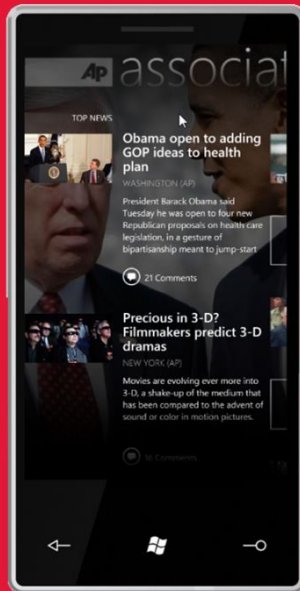 AP associat
TOP NEWS
Obama open to adding
GOP ideas to health
plan
WASHINGTON (AP)
President Barack Obama said
Tuesday he was open to four new
Republican proposals on health care
legislation, in a gesture of
bipartisanship meant to jump-start
21 Comments
Precious in 3-D?
Filmmakers predict 3-D
dramas
NEW YORK (AP)
Movies are evolving ever more into
3-D, a shake-up of the medium that
has been compared to the advent of
sound or color in motion pictures.
16 Comments